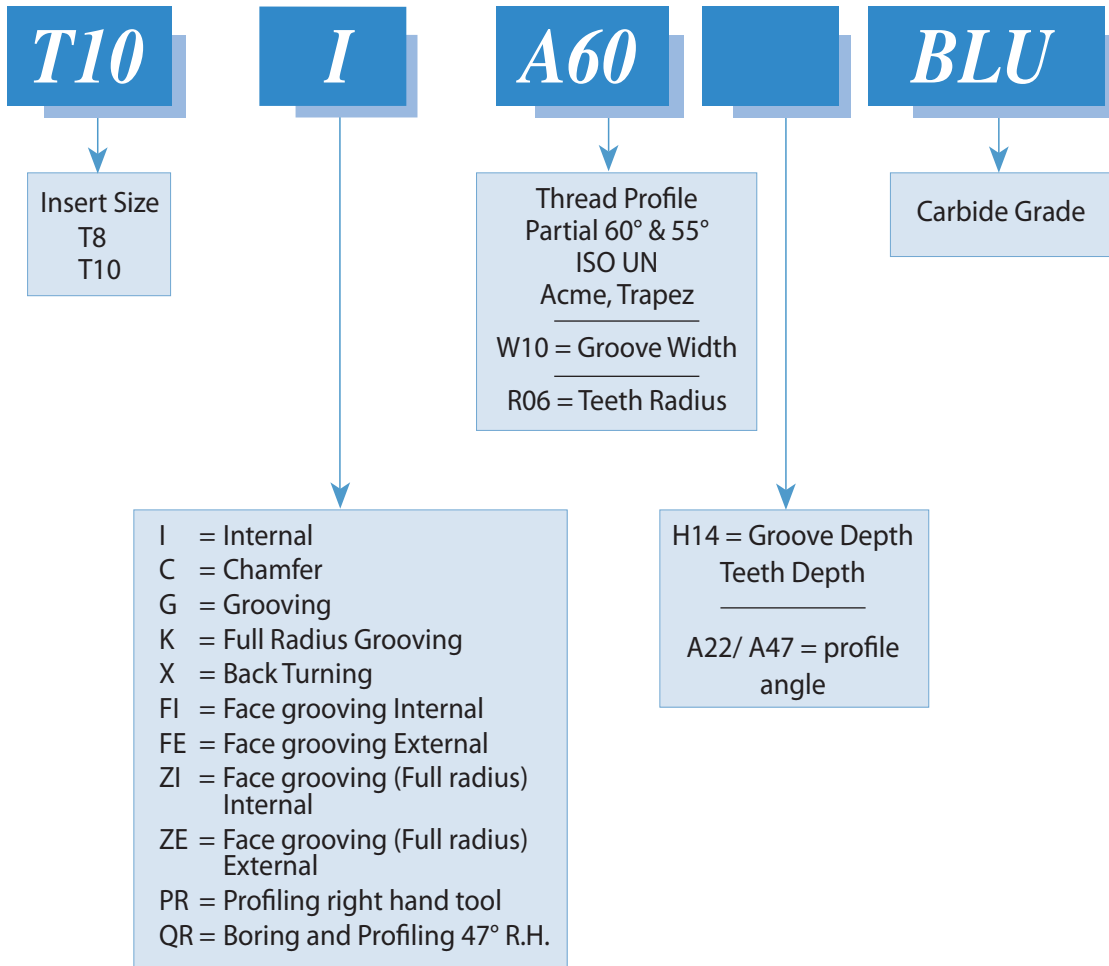 T10 I A60 BLU
Insert Size
T8
T10
Thread Profile
Partial 60° & 55°
ISO UN
Acme, Trapez
W10 = Groove Width
R06 = Teeth Radius
Carbide Grade
I = Internal
C = Chamfer
G = Grooving
K = Full Radius Grooving
X = Back Turning
FI = Face grooving Internal
FE = Face grooving External
ZI = Face grooving (Full radius)
Internal
ZE = Face grooving (Full radius)
External
PR = Profiling right hand tool
QR = Boring and Profiling 47° R.H.
H14 = Groove Depth
Teeth Depth
A22/ A47 = profile
angle